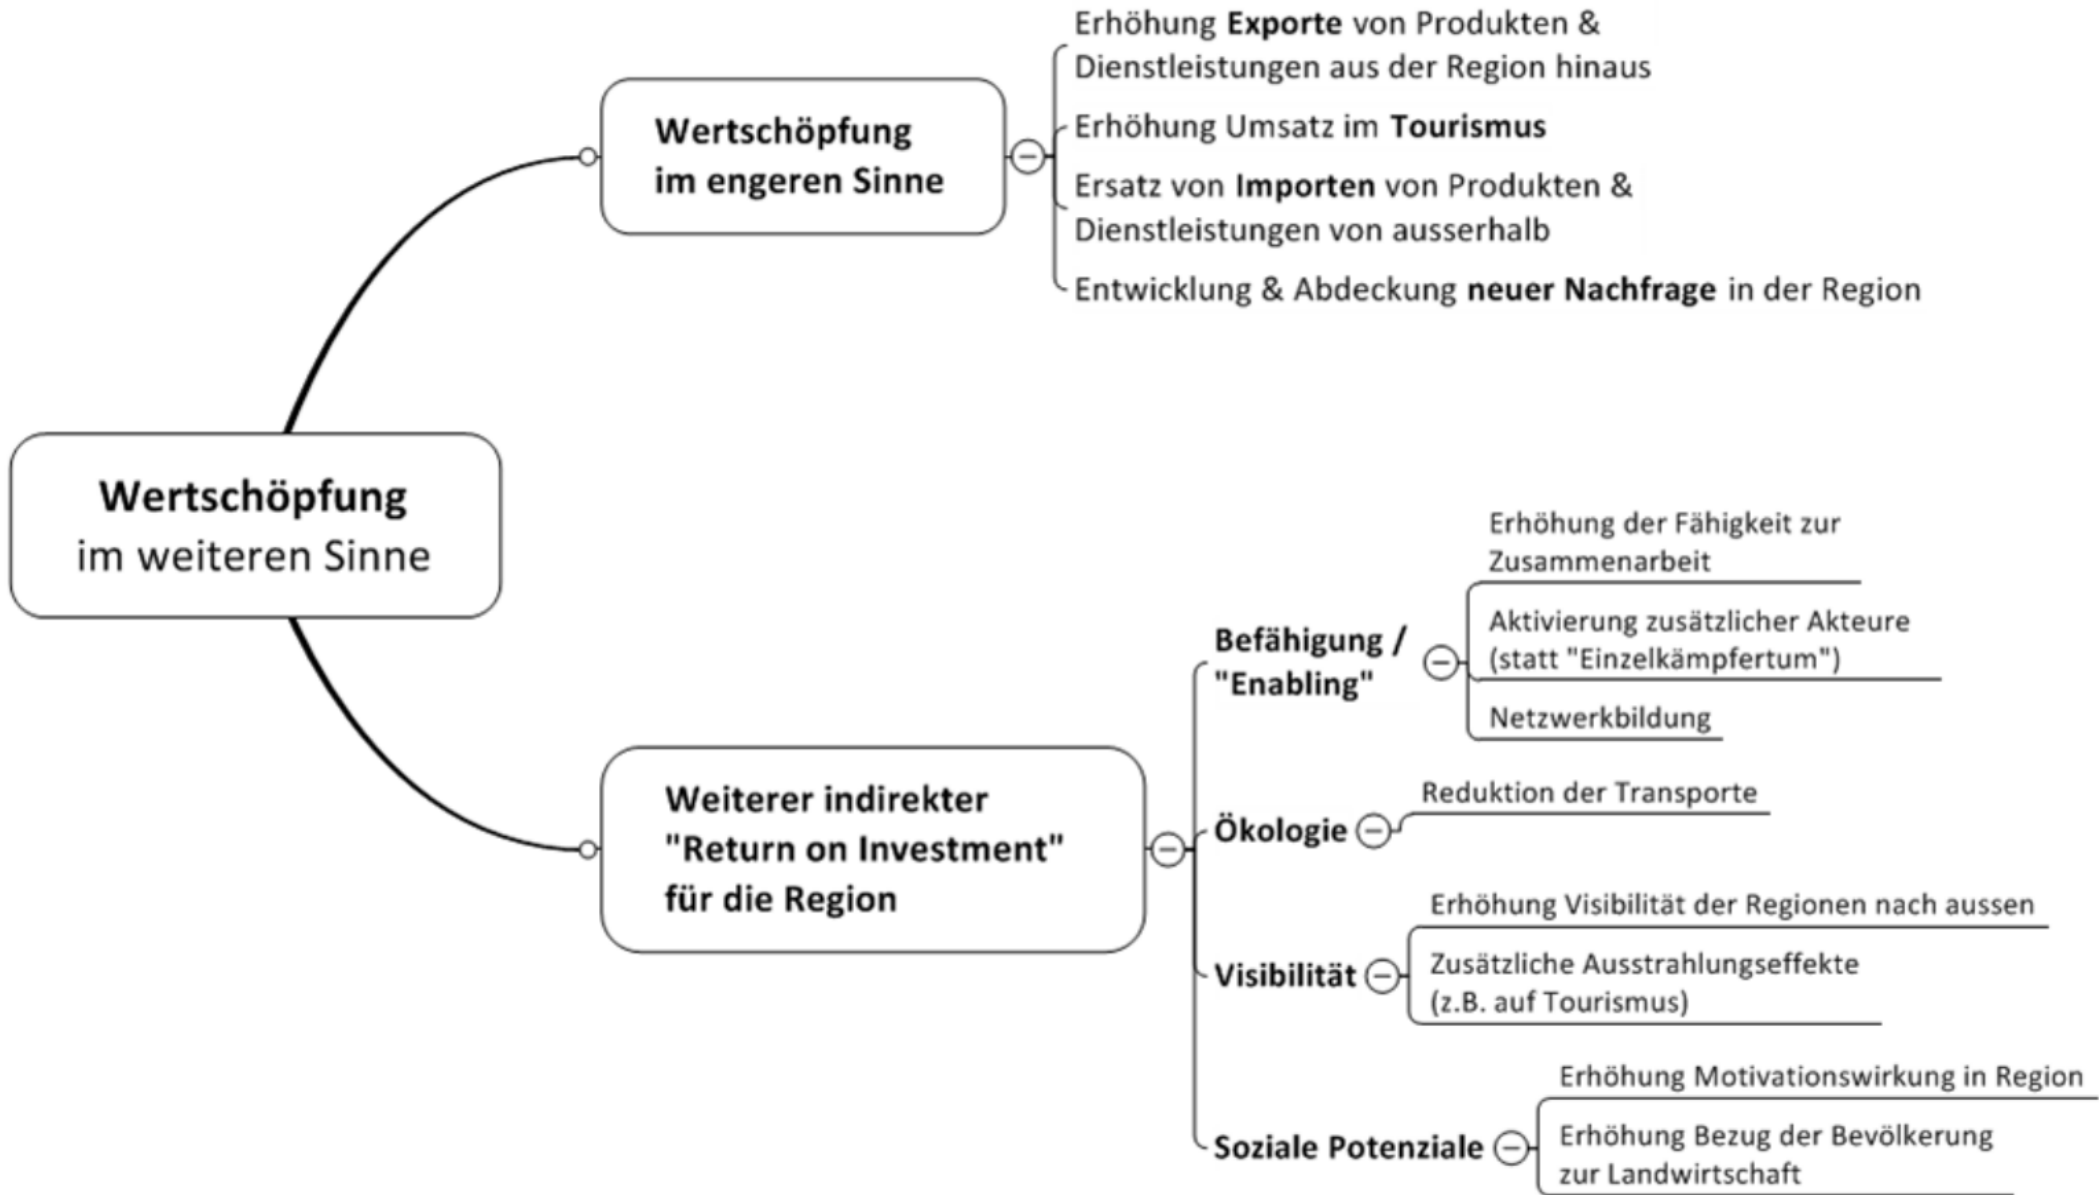 Erhöhung Exporte von Produkten &
Dienstleistungen aus der Region hinaus
Wertschöpfung
im engeren Sinne
Erhöhung Umsatz im Tourismus
Ersatz von Importen von Produkten &
Dienstleistungen von ausserhalb
Entwicklung & Abdeckung neuer Nachfrage in der Region
Wertschöpfung
im weiteren Sinne
Weiterer indirekter
"Return on Investment"
für die Region
Befähigung /
"Enabling"
Erhöhung der Fähigkeit zur
Zusammenarbeit
Aktivierung zusätzlicher Akteure
(statt "Einzelkämpfertum")
Netzwerkbildung
Ökologie
Reduktion der Transporte
Visibilität
Erhöhung Visibilität der Regionen nach aussen
Zusätzliche Ausstrahlungseffekte
(z.B. auf Tourismus)
Soziale Potenziale
Erhöhung Motivationswirkung in Region
Erhöhung Bezug der Bevölkerung
zur Landwirtschaft